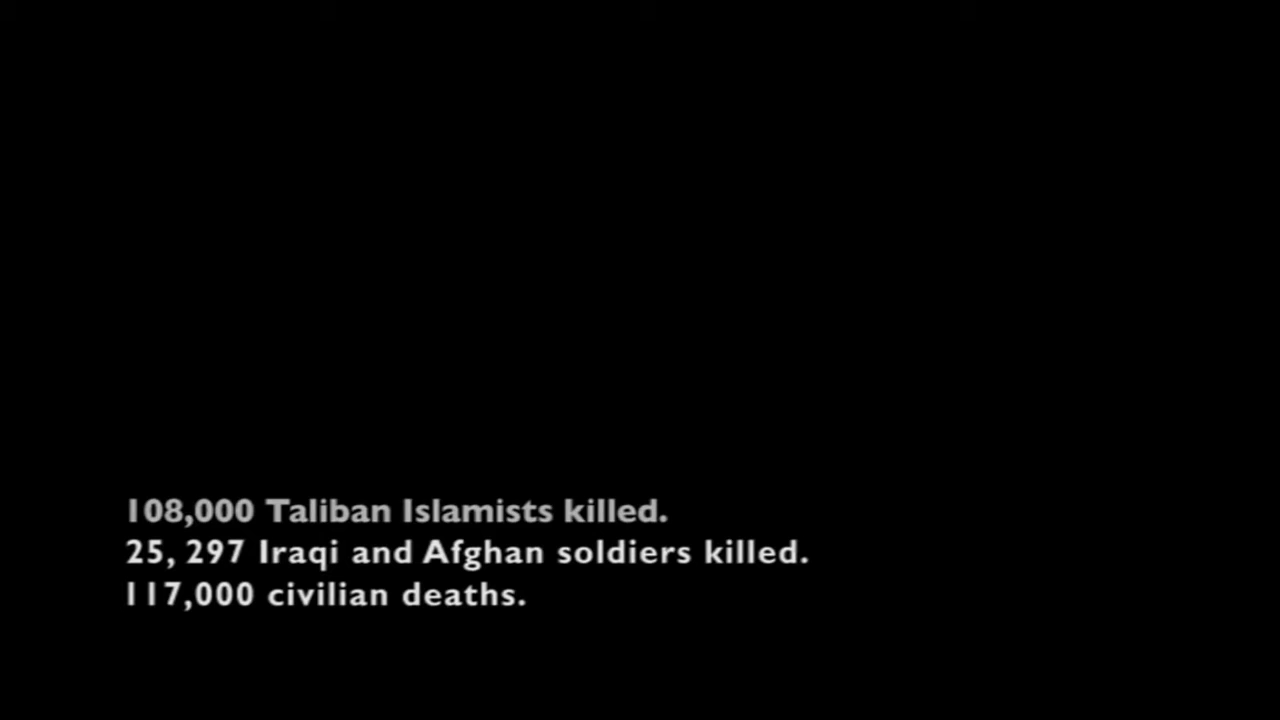 108,000 Taliban Islamists killed.
25, 297 Iraqi and Afghan soldiers killed.
117,000 civilian deaths.